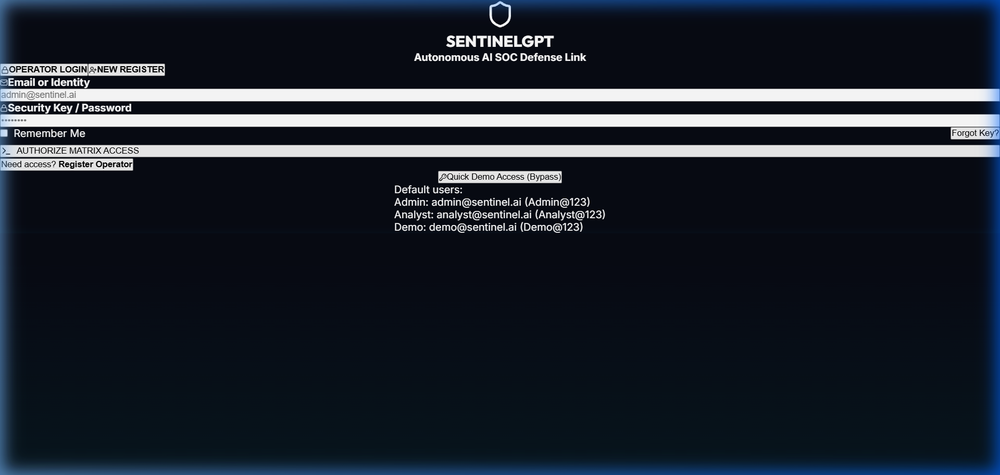 SENTINELGPT
Autonomous AI SOC Defense Link
OPERATOR LOGIN NEW REGISTER
Email or Identity
admin@sentinel.ai
Security Key / Password
••••••••
Remember Me Forgot Key?
AUTHORIZE MATRIX ACCESS
Need access? Register Operator
Quick Demo Access (Bypass)
Default users:
Admin: admin@sentinel.ai (Admin@123)
Analyst: analyst@sentinel.ai (Analyst@123)
Demo: demo@sentinel.ai (Demo@123)